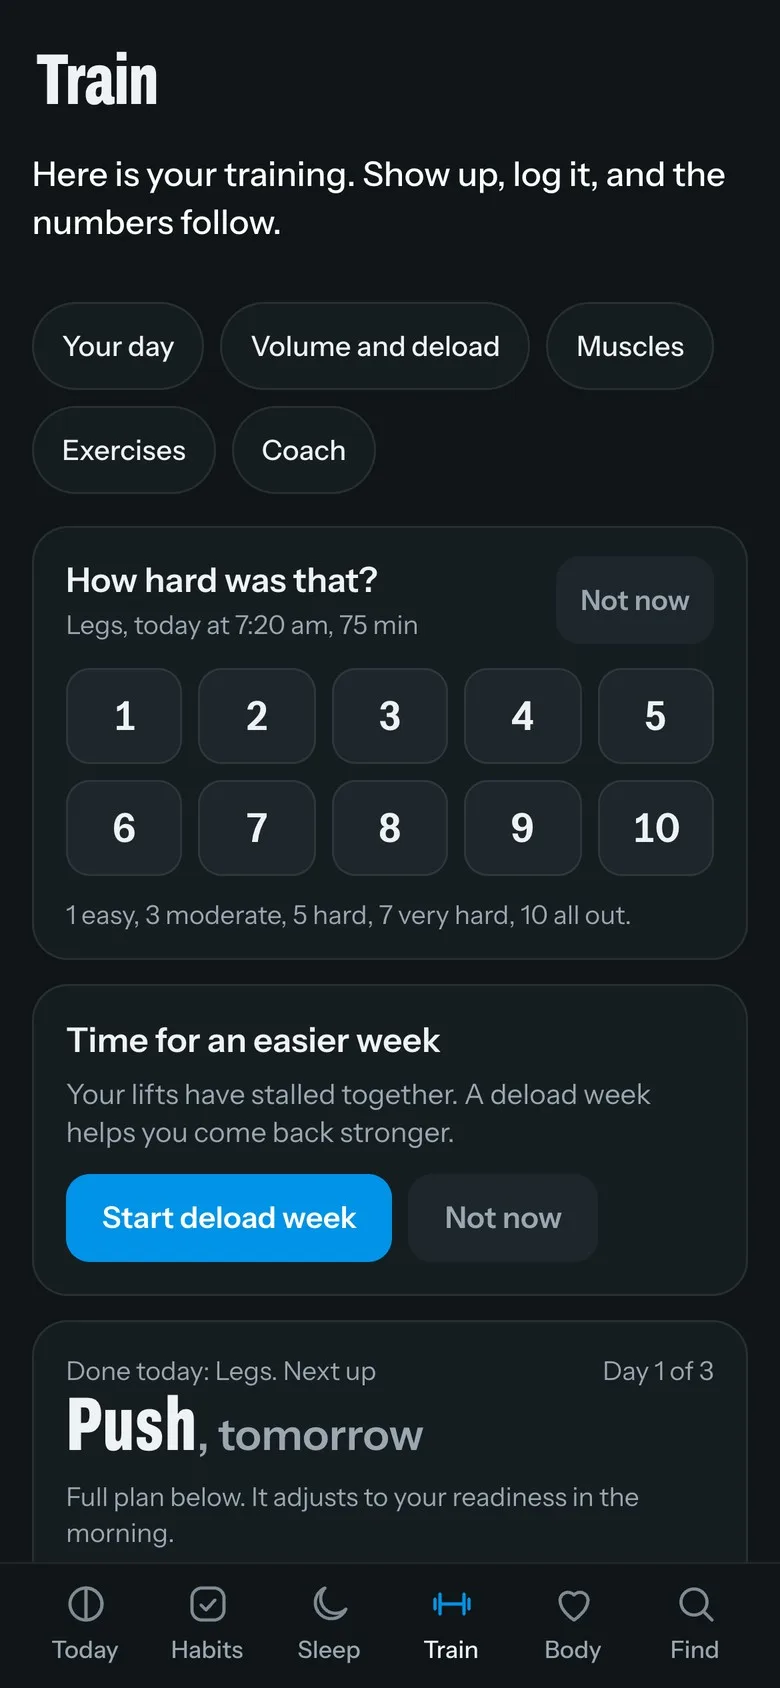 Train
Here is your training. Show up, log it, and the
numbers follow.
Your day
Volume and deload
Muscles
Exercises
Coach
How hard was that?
Not now
Legs, today at 7:20 am, 75 min
1 2 3 4 5
6 7 8 9 10
1 easy, 3 moderate, 5 hard, 7 very hard, 10 all out.
Time for an easier week
Your lifts have stalled together. A deload week
helps you come back stronger.
Start deload week
Not now
Done today: Legs. Next up
Day 1 of 3
Push, tomorrow
Full plan below. It adjusts to your readiness in the
morning.
Today
Habits
Sleep
Train
Body
Find